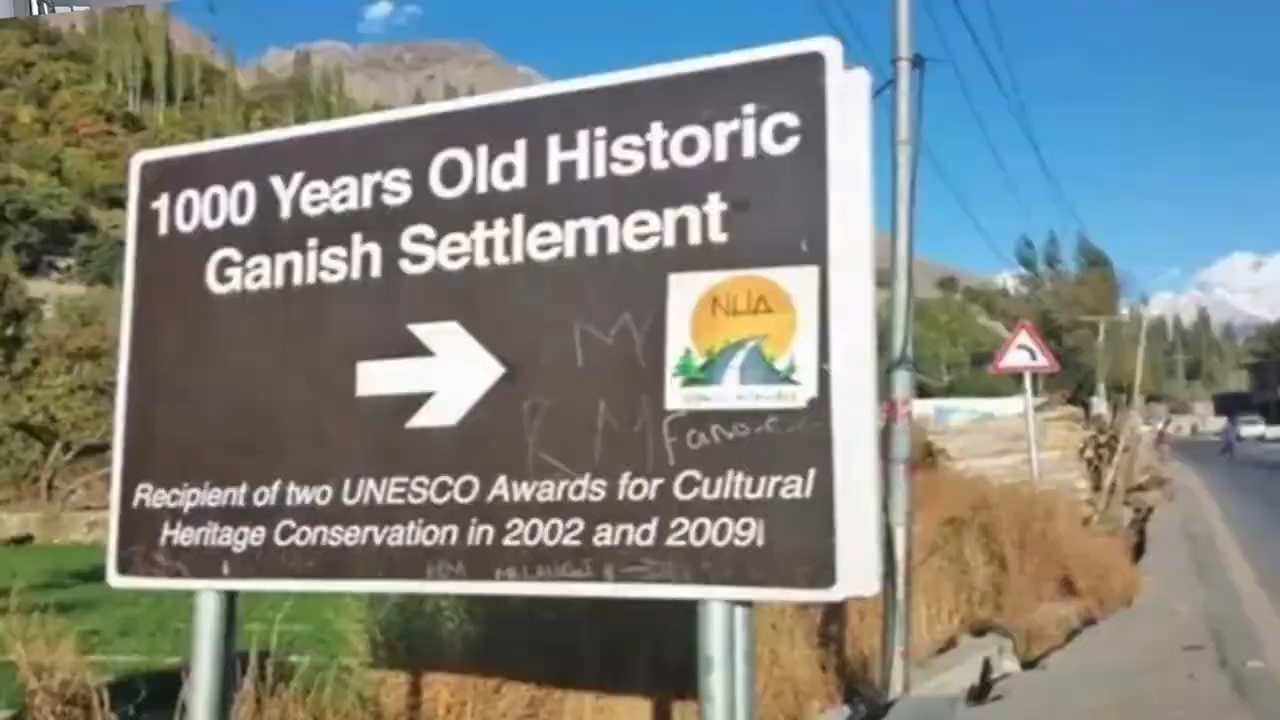 1000 Years Old Historic
Ganish Settlement
NHA
Recipient of two UNESCO Awards for Cultural
Heritage Conservation in 2002 and 2009